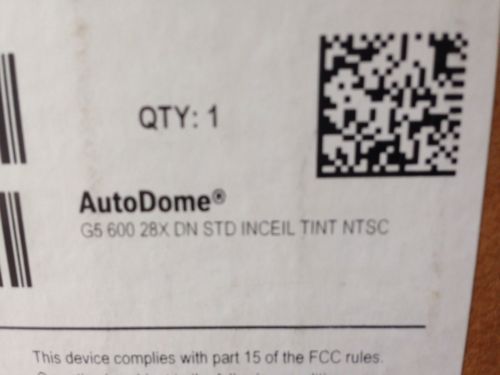 QTY: 1
AutoDome®
G5 600 28X DN STD INCEIL TINT NTSC
This device complies with part 15 of the FCC rules.